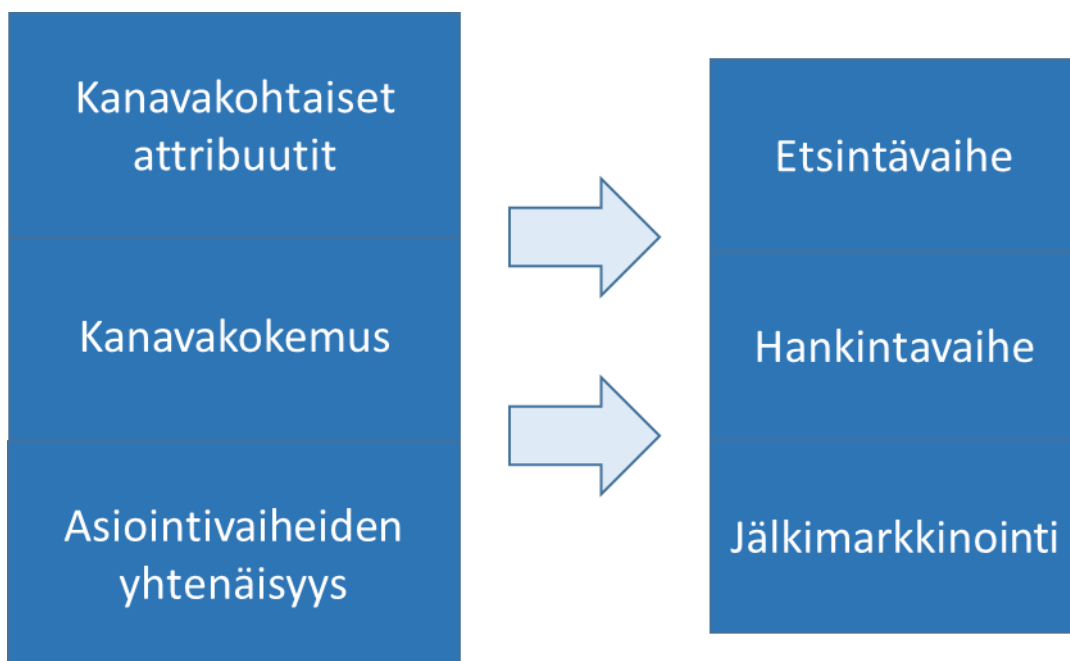 Kanavakohtaiset
attribuutit
Kanavakokemus
Asiointivaiheiden
yhtenäisyys
Etsintävaihe
Hankintavaihe
Jälkimarkkinointi